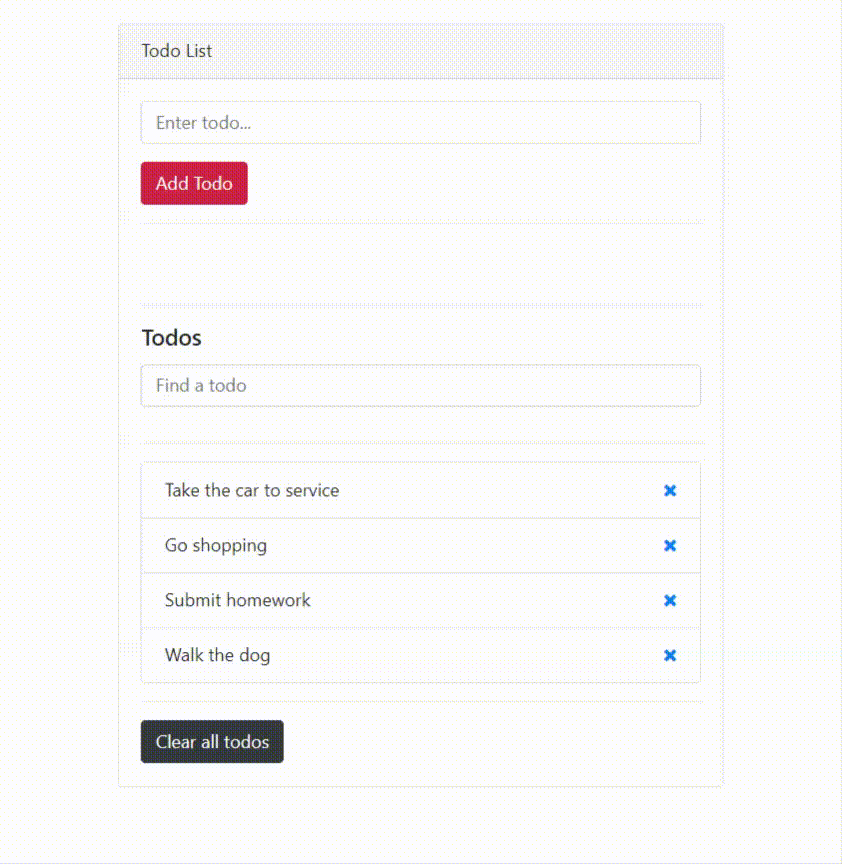 Todo List
Enter todo...
Add Todo
Todos
Find a todo
Take the car to service
Go shopping
Submit homework
Walk the dog
Clear all todos